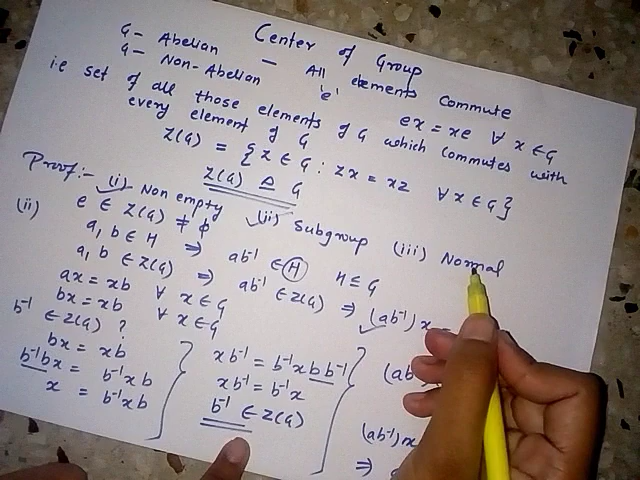 Center of Group
G - Abelian - All elements Commute
G - Non-Abelian 'e' ex = xe ∀ x ∈ G
i.e set of all those elements of G which commutes with
every element of G
Z(G) = {z ∈ G : zx = xz ∀ x ∈ G}
Z(G) ⊴ G
Proof:- (i) Non empty (ii) Subgroup (iii) Normal
e ∈ Z(G) ≠ φ
(ii) a, b ∈ H ⇒ ab⁻¹ ∈ H H ≤ G
a, b ∈ Z(G) ⇒ ab⁻¹ ∈ Z(G) ⇒ (ab⁻¹) x
ax = xb ∀ x ∈ G
bx = xb ∀ x ∈ G
b⁻¹ ∈ Z(G) ?
bx = xb
b⁻¹bx = b⁻¹xb
x = b⁻¹xb
xb⁻¹ = b⁻¹xbb⁻¹
xb⁻¹ = b⁻¹x
b⁻¹ ∈ Z(G)
(ab
(ab⁻¹)x
⇒